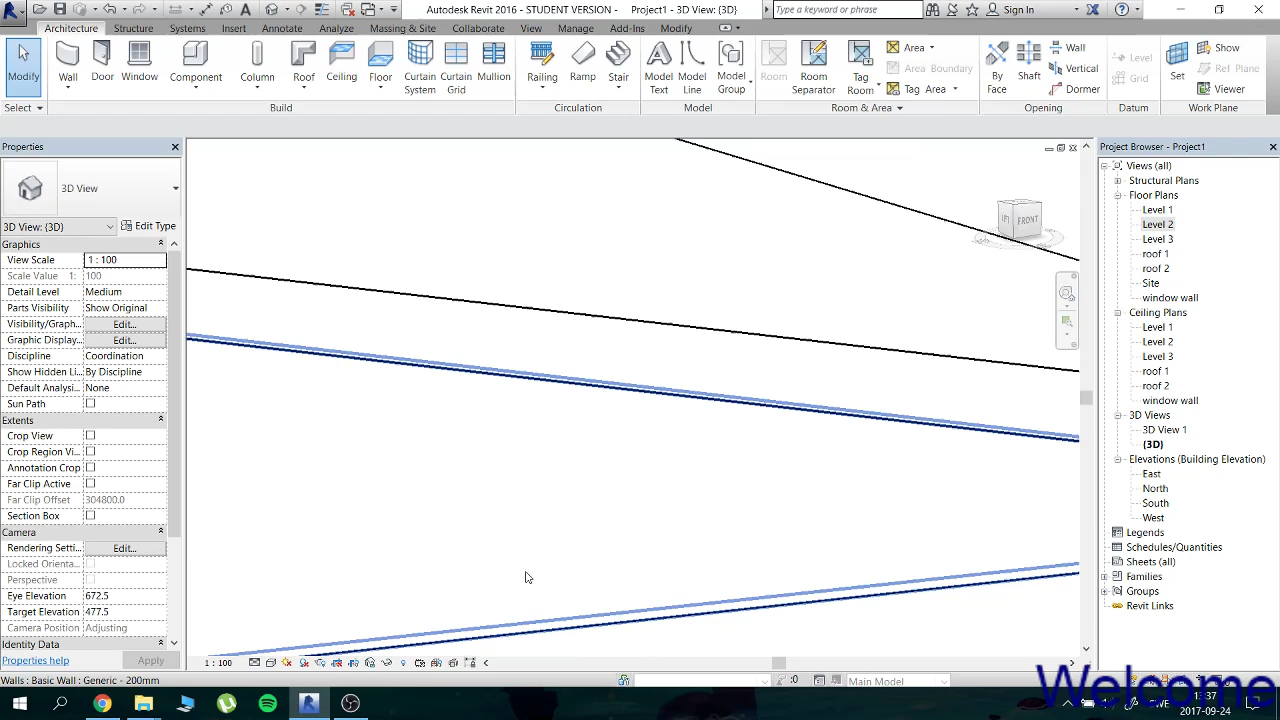 Autodesk Revit 2016 - STUDENT VERSION - Project1 - 3D View: {3D}
Type a keyword or phrase
Sign In
Architecture Structure Systems Insert Annotate Analyze Massing & Site Collaborate View Manage Add-Ins Modify
Modify Wall Door Window Component Column Roof Ceiling Floor Curtain System Curtain Grid Mullion Railing Ramp Stair Model Text Model Line Model Group Room Room Separator Tag Room
Area
Area Boundary
Tag Area
By Face Shaft
Wall
Vertical
Dormer
Level
Grid
Set
Show
Ref Plane
Viewer
Select Build Circulation Model Room & Area Opening Datum Work Plane
Properties
3D View
3D View: {3D} Edit Type
Graphics
View Scale 1 : 100
Scale Value 1: 100
Detail Level Medium
Parts Visibility Show Original
Visibility/Graph... Edit...
Graphic Display... Edit...
Discipline Coordination
Show Hidden Li... By Discipline
Default Analysi... None
Sun Path
Extents
Crop View
Crop Region Vi...
Annotation Crop
Far Clip Active
Far Clip Offset 304800.0
Section Box
Camera
Rendering Setti... Edit...
Locked Orienta...
Perspective
Eye Elevation 672.5
Target Elevation 477.5
Camera Position Adjusting
Identity Data
Properties help Apply
FRONT
1 : 100
Project Browser - Project1
Views (all)
Structural Plans
Floor Plans
Level 1
Level 2
Level 3
roof 1
roof 2
Site
window wall
Ceiling Plans
Level 1
Level 2
Level 3
roof 1
roof 2
window wall
3D Views
3D View 1
{3D}
Elevations (Building Elevation)
East
North
South
West
Legends
Schedules/Quantities
Sheets (all)
Families
Groups
Revit Links
Walls : Basic Wall : Generic - 200mm
:0
Main Model
Welcome
13:37
2017-09-24